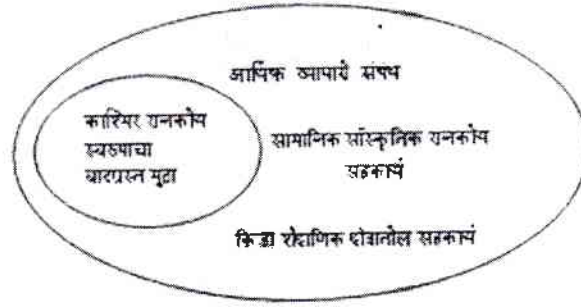 आर्थिक व्यापारी संबंध
काश्मिर राजकीय
स्वरुपाचा
वादग्रस्त मुद्दा
सामाजिक सांस्कृतिक राजकीय
सहकार्य
क्रिडा शैक्षणिक क्षेत्रातील सहकार्य